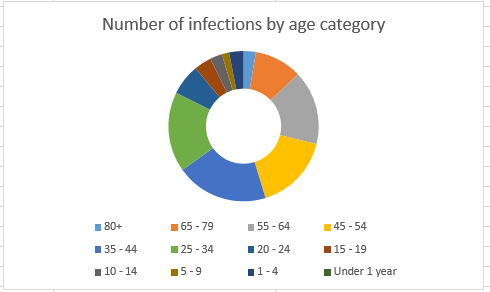 Number of infections by age category
80+ 65 - 79 55 - 64 45 - 54
35 - 44 25 - 34 20 - 24 15 - 19
10 - 14 5 - 9 1 - 4 Under 1 year